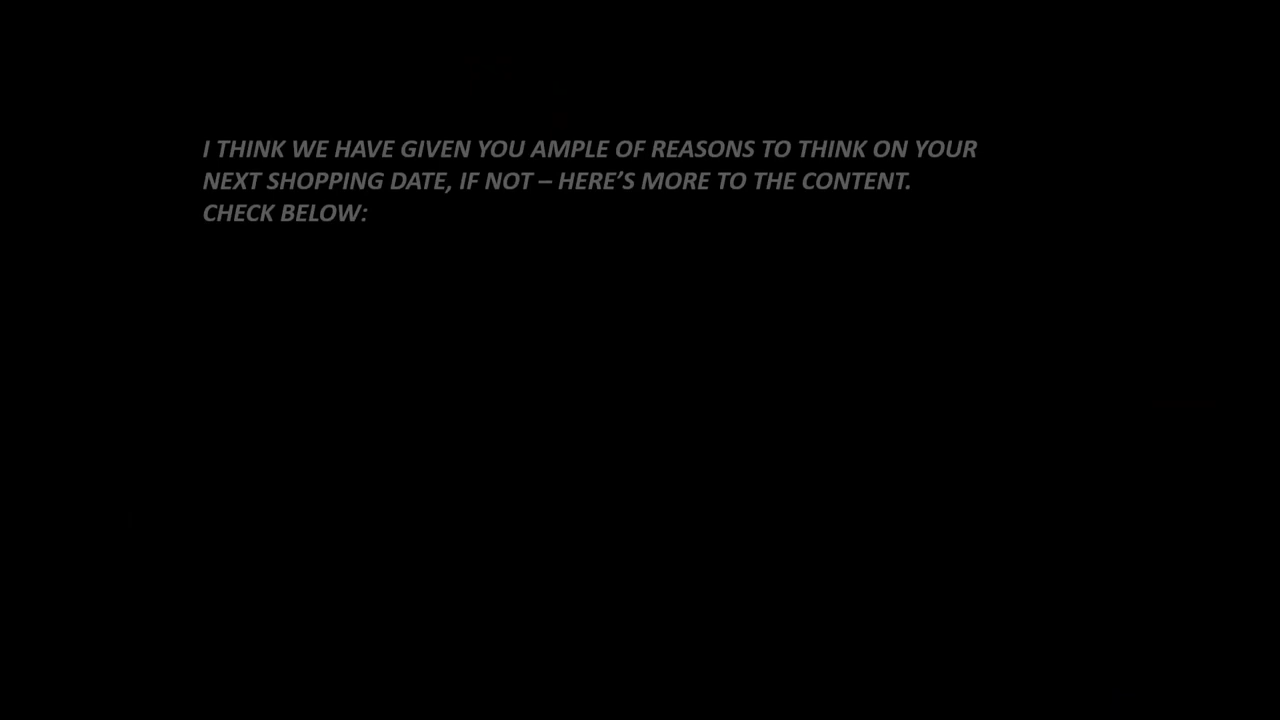 I THINK WE HAVE GIVEN YOU AMPLE OF REASONS TO THINK ON YOUR
NEXT SHOPPING DATE, IF NOT – HERE’S MORE TO THE CONTENT.
CHECK BELOW: